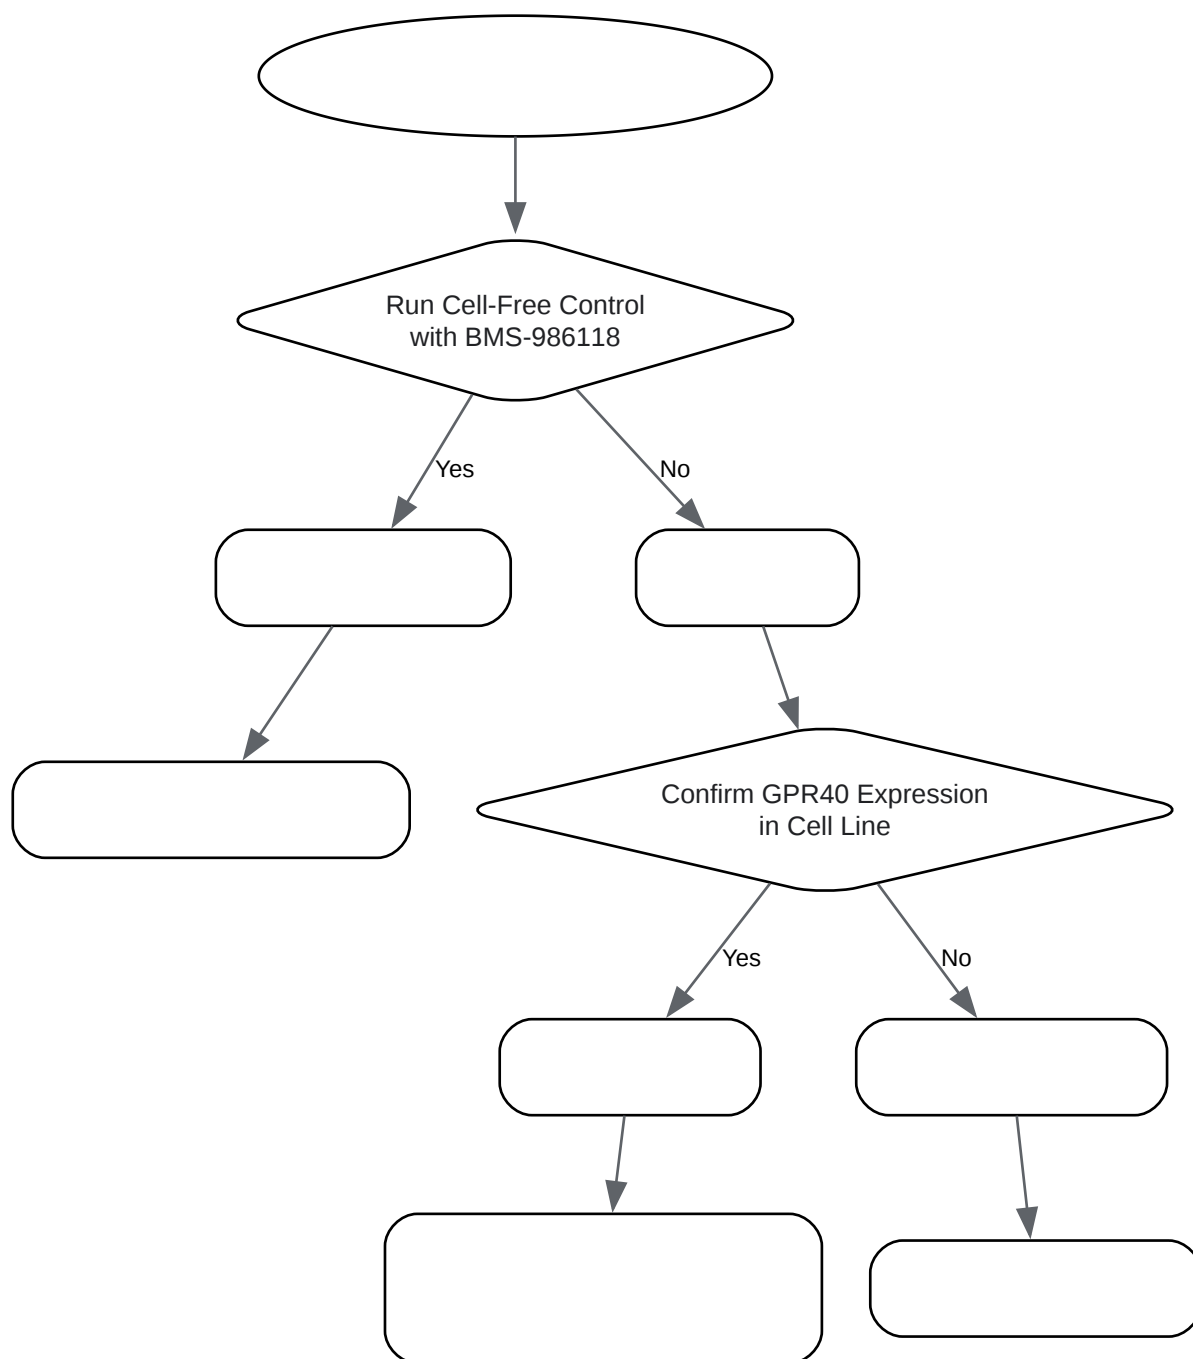 Run Cell-Free Control
with BMS-986118
Yes
No
Confirm GPR40 Expression
in Cell Line
Yes
No